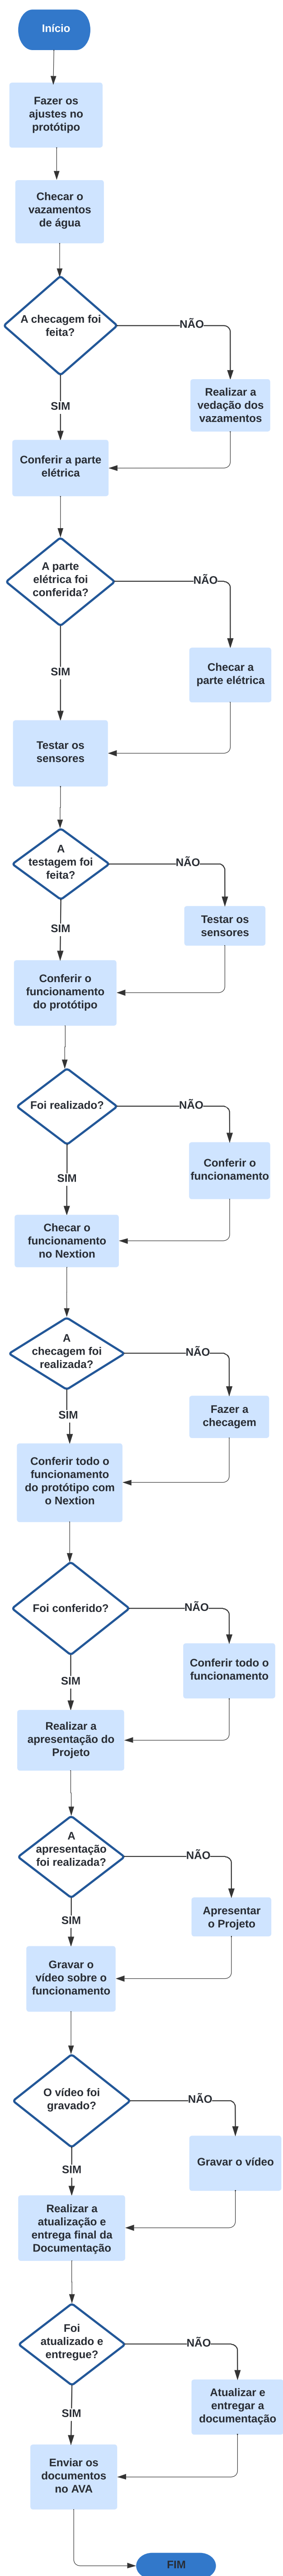 Início
Fazer os
ajustes no
protótipo
Checar o
vazamentos
de água
A checagem foi
feita?
NÃO
SIM
Realizar a
vedação dos
vazamentos
Conferir a parte
elétrica
A parte
elétrica foi
conferida?
NÃO
SIM
Checar a
parte elétrica
Testar os
sensores
A
testagem foi
feita?
NÃO
SIM
Testar os
sensores
Conferir o
funcionamento
do protótipo
Foi realizado?
NÃO
SIM
Conferir o
funcionamento
Checar o
funcionamento
no Nextion
A
checagem foi
realizada?
NÃO
SIM
Fazer a
checagem
Conferir todo o
funcionamento
do protótipo com
o Nextion
Foi conferido?
NÃO
SIM
Conferir todo o
funcionamento
Realizar a
apresentação do
Projeto
A
apresentação
foi realizada?
NÃO
SIM
Apresentar
o Projeto
Gravar o
vídeo sobre o
funcionamento
O vídeo foi
gravado?
NÃO
SIM
Gravar o vídeo
Realizar a
atualização e
entrega final da
Documentação
Foi
atualizado e
entregue?
NÃO
SIM
Atualizar e
entregar a
documentação
Enviar os
documentos
no AVA
FIM